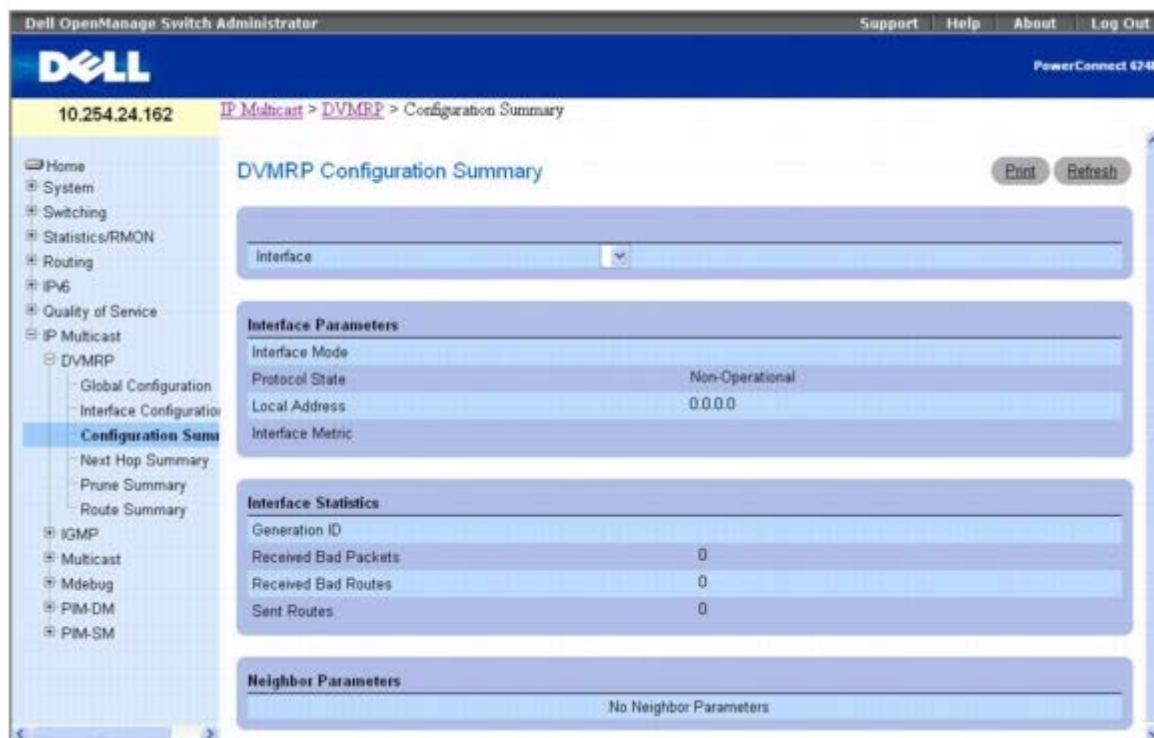 Dell OpenManage Switch Administrator
Support Help About Log Out
DELL
PowerConnect 624
10.254.24.162
IP Multicast > DVMRP > Configuration Summary
Home
System
Switching
Statistics/RMON
Routing
IPv6
Quality of Service
IP Multicast
DVMRP
Global Configuration
Interface Configuration
Configuration Summ
Next Hop Summary
Prune Summary
Route Summary
IGMP
Multicast
Mdebug
PIM-DM
PIM-SM
DVMRP Configuration Summary
Print Refresh
Interface
Interface Parameters
Interface Mode
Protocol State Non-Operational
Local Address 0.0.0.0
Interface Metric
Interface Statistics
Generation ID
Received Bad Packets 0
Received Bad Routes 0
Sent Routes 0
Neighbor Parameters
No Neighbor Parameters